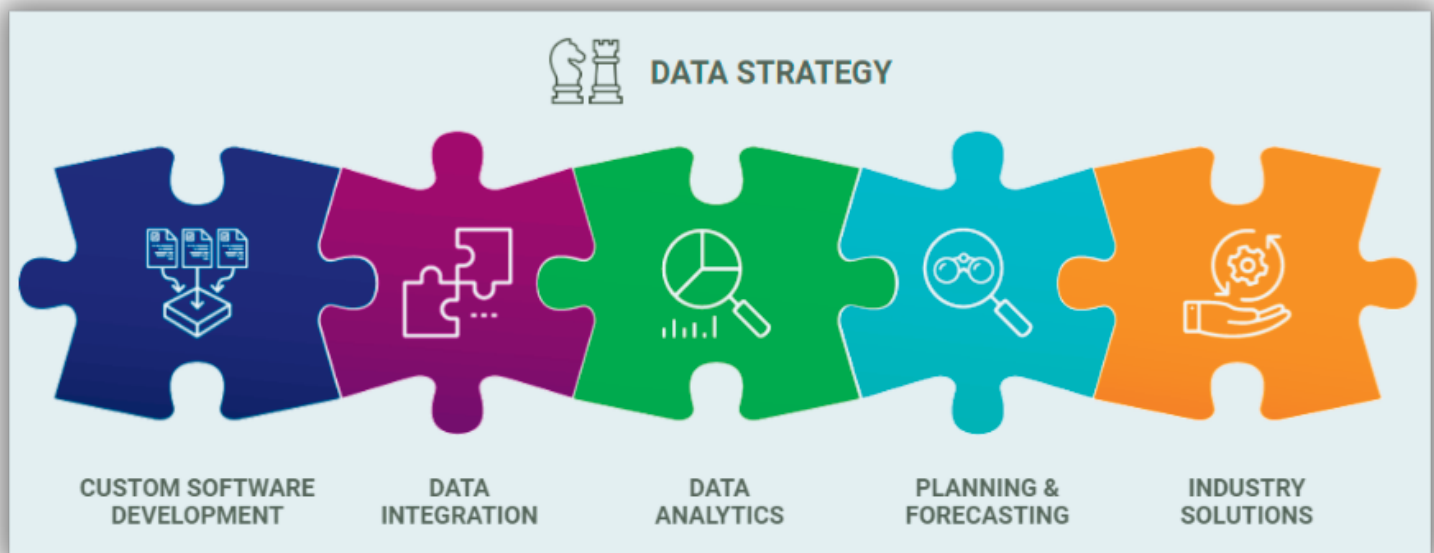 DATA STRATEGY
CUSTOM SOFTWARE
DEVELOPMENT
DATA
INTEGRATION
DATA
ANALYTICS
PLANNING &
FORECASTING
INDUSTRY
SOLUTIONS